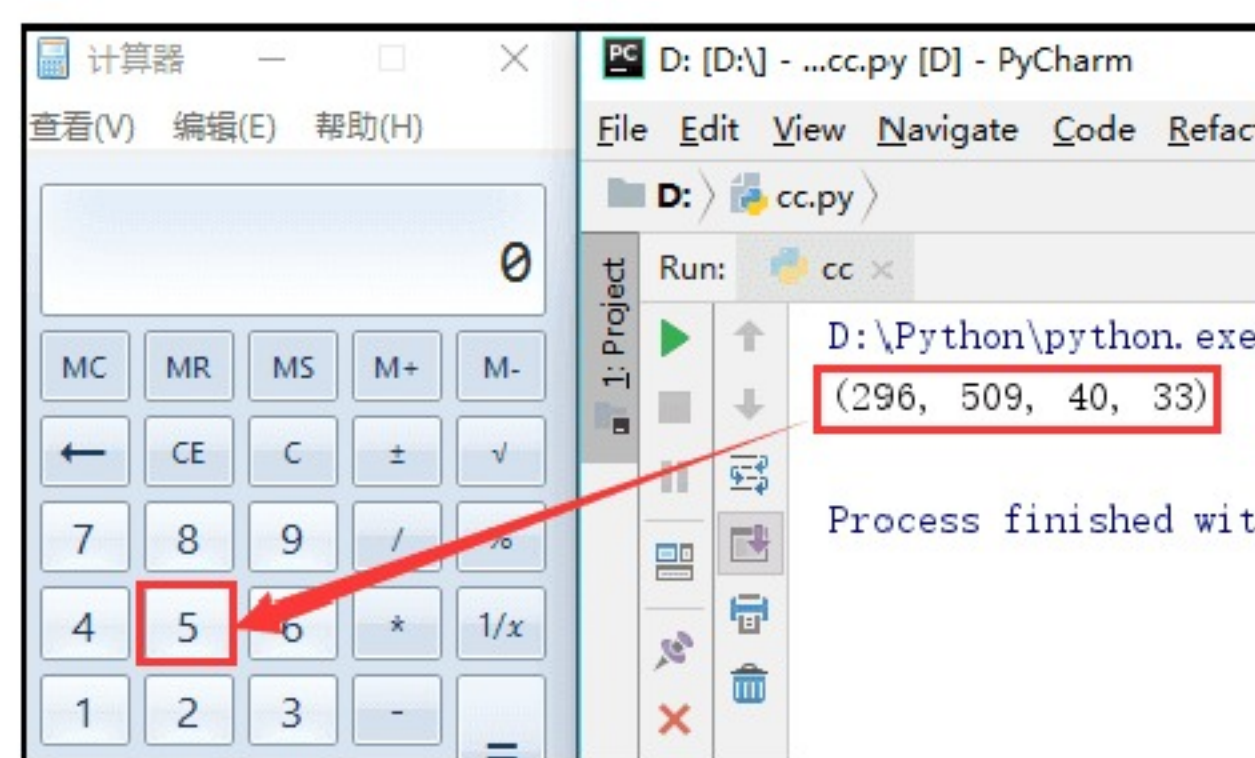 计算器
查看(V) 编辑(E) 帮助(H)
0
MC MR MS M+ M-
← CE C ± √
7 8 9 / %
4 5 6 * 1/x
1 2 3 - =
PC D: [D:\] - ...cc.py [D] - PyCharm
File Edit View Navigate Code Refac
D: cc.py
Run: cc
1: Project
D:\Python\python.exe
(296, 509, 40, 33)
Process finished wit